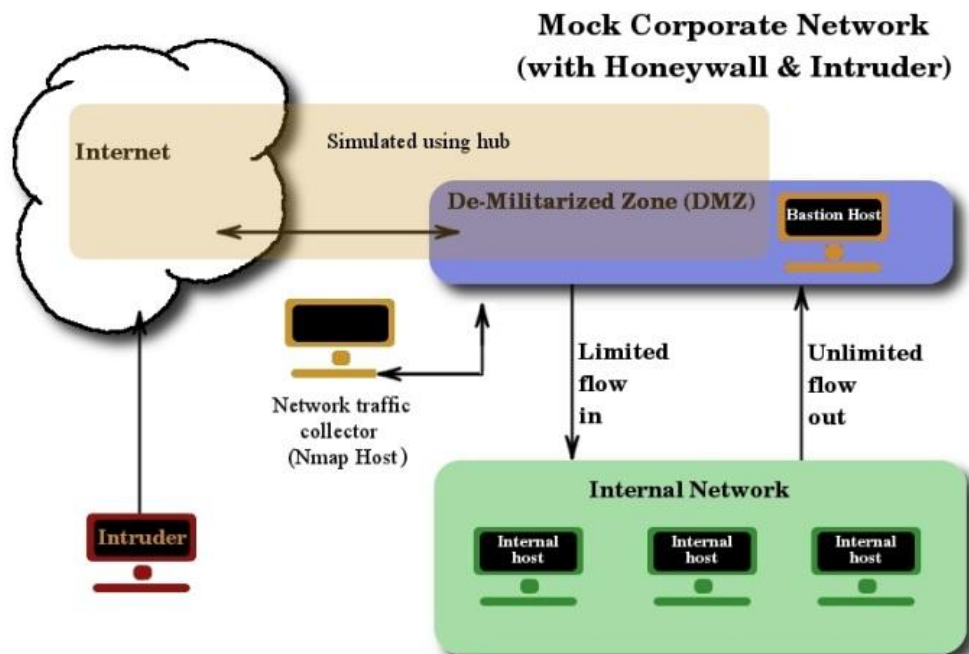 Mock Corporate Network
(with Honeywall & Intruder)
Simulated using hub
Internet
De-Militarized Zone (DMZ)
Bastion Host
Limited
flow
in
Unlimited
flow
out
Network traffic
collector
(Nmap Host)
Internal Network
Intruder
Internal
host
Internal
host
Internal
host